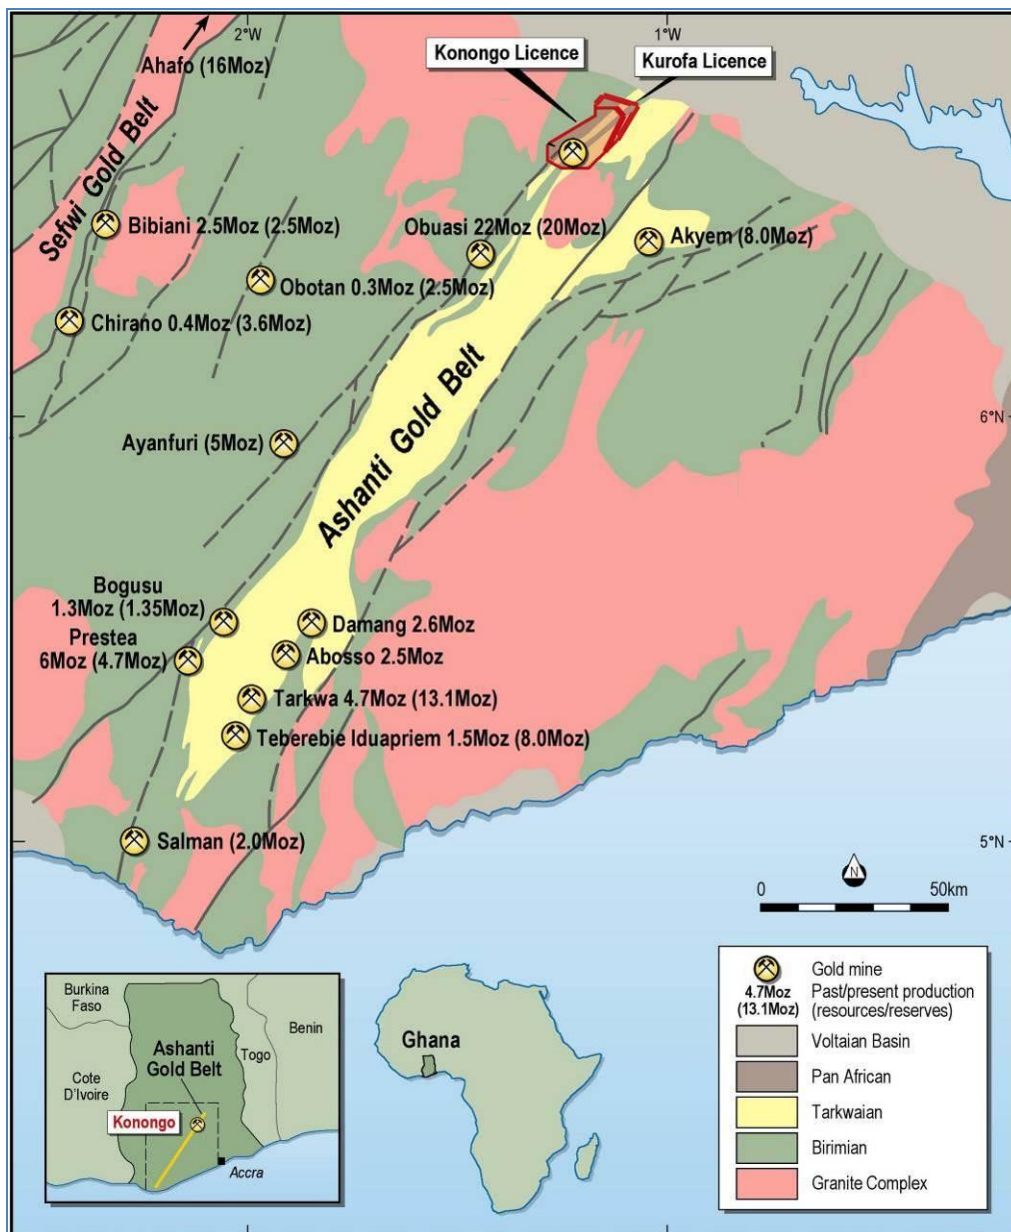 2°W
1°W
Ahafo (16Moz)
Konongo Licence
Kurofa Licence
Sefwi Gold Belt
Bibiani 2.5Moz (2.5Moz)
Obuasi 22Moz (20Moz)
Akyem (8.0Moz)
Obotan 0.3Moz (2.5Moz)
Chirano 0.4Moz (3.6Moz)
Ashanti Gold Belt
6°N
Ayanfuri (5Moz)
Bogusu
1.3Moz (1.35Moz)
Prestea
6Moz (4.7Moz)
Damang 2.6Moz
Abosso 2.5Moz
Tarkwa 4.7Moz (13.1Moz)
Teberebie Iduapriem 1.5Moz (8.0Moz)
Salman (2.0Moz)
5°N
N
0
50km
Gold mine
4.7Moz Past/present production
(13.1Moz) (resources/reserves)
Voltaian Basin
Pan African
Tarkwaian
Birimian
Granite Complex
Burkina
Faso
Benin
Togo
Ashanti
Gold Belt
Cote
D'Ivoire
Konongo
Accra
Ghana